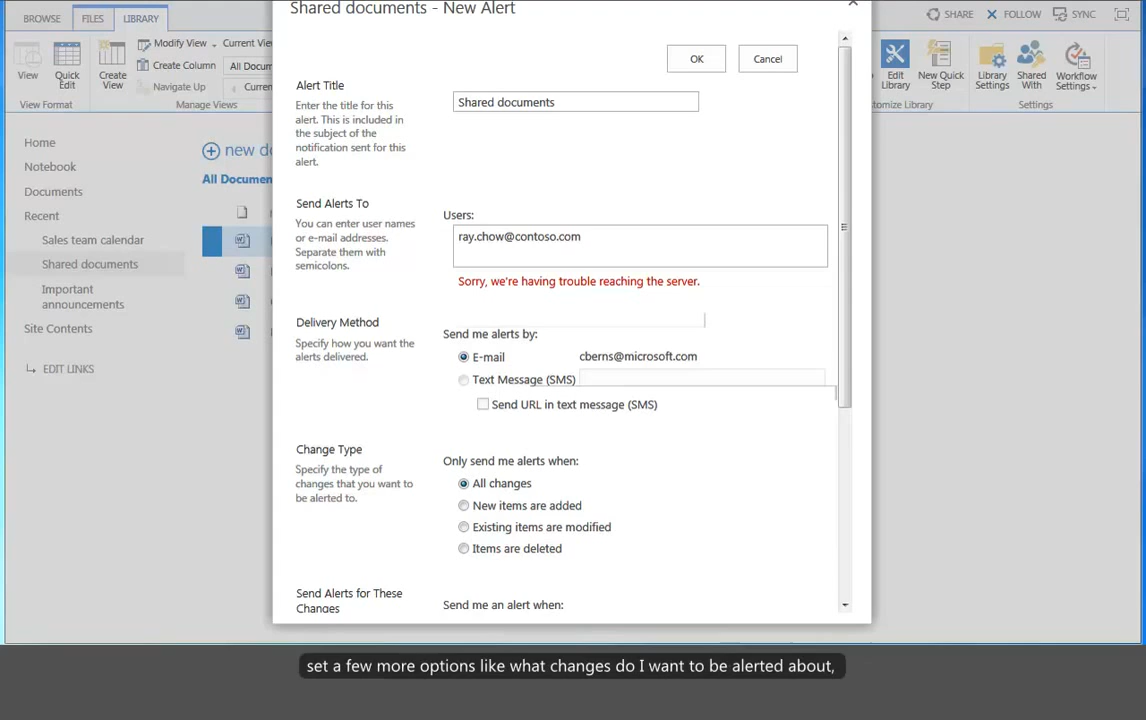 BROWSE FILES LIBRARY
SHARE FOLLOW SYNC
View
Quick
Edit
Create
View
Modify View
Create Column
Navigate Up
Current Vie
All Docum
Curren
View Format
Manage Views
Edit
Library
New Quick
Step
tomize Library
Library
Settings
Shared
With
Workflow
Settings
Settings
Home
Notebook
Documents
Recent
Sales team calendar
Shared documents
Important
announcements
Site Contents
EDIT LINKS
new do
All Documen
Shared documents - New Alert
OK Cancel
Alert Title
Enter the title for this
alert. This is included in
the subject of the
notification sent for this
alert.
Shared documents
Send Alerts To
You can enter user names
or e-mail addresses.
Separate them with
semicolons.
Users:
ray.chow@contoso.com
Sorry, we're having trouble reaching the server.
Delivery Method
Specify how you want the
alerts delivered.
Send me alerts by:
E-mail cberns@microsoft.com
Text Message (SMS)
Send URL in text message (SMS)
Change Type
Specify the type of
changes that you want to
be alerted to.
Only send me alerts when:
All changes
New items are added
Existing items are modified
Items are deleted
Send Alerts for These
Changes
Send me an alert when:
set a few more options like what changes do I want to be alerted about,